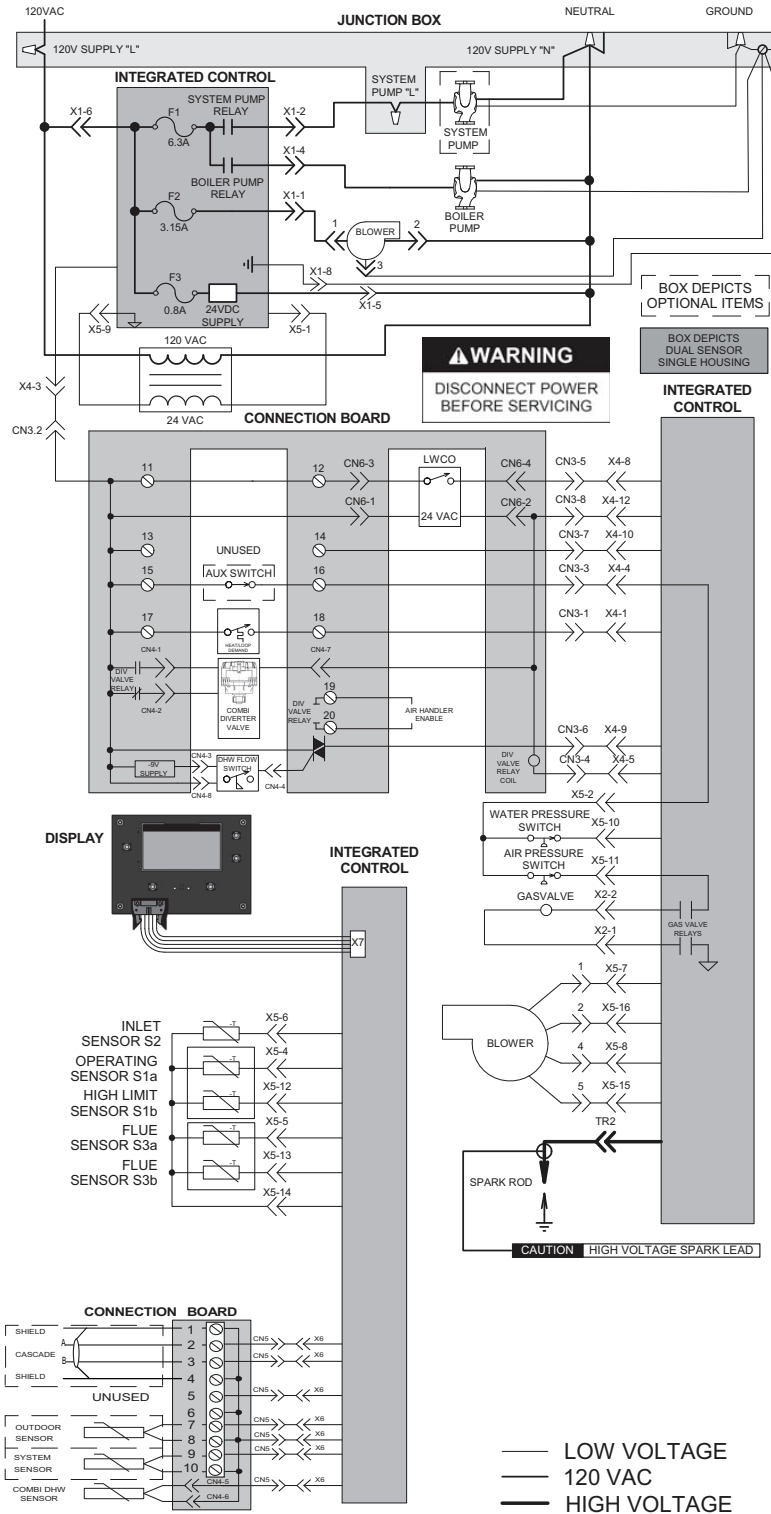 120VAC
JUNCTION BOX
NEUTRAL
GROUND
120V SUPPLY "L"
120V SUPPLY "N"
INTEGRATED CONTROL
SYSTEM
PUMP "L"
SYSTEM PUMP
RELAY
X1-6
F1
6.3A
X1-2
SYSTEM
PUMP
X1-4
BOILER PUMP
RELAY
BOILER
PUMP
F2
3.15A
X1-1
1
BLOWER
2
3
X1-8
F3
0.8A
24VDC
SUPPLY
X1-5
X5-9
X5-1
BOX DEPICTS
OPTIONAL ITEMS
BOX DEPICTS
DUAL SENSOR
SINGLE HOUSING
120 VAC
24 VAC
WARNING
DISCONNECT POWER
BEFORE SERVICING
X4-3
CN3.2
CONNECTION BOARD
INTEGRATED
CONTROL
11
12
CN6-3
LWCO
CN6-4
CN3-5
X4-8
CN6-1
24 VAC
CN6-2
CN3-8
X4-12
13
UNUSED
14
CN3-7
X4-10
15
AUX SWITCH
16
CN3-3
X4-4
17
HEAT/LOOP
DEMAND
18
CN3-1
X4-1
CN4-1
CN4-7
DIV
VALVE
RELAY
CN4-2
COMBI
DIVERTER
VALVE
DIV
VALVE
RELAY
19
20
AIR HANDLER
ENABLE
-9V
SUPPLY
CN4-3
CN4-8
DHW FLOW
SWITCH
CN4-4
DIV
VALVE
RELAY
COIL
CN3-6
X4-9
CN3-4
X4-5
X5-2
WATER PRESSURE
SWITCH
X5-10
AIR PRESSURE
SWITCH
X5-11
GASVALVE
X2-2
GAS VALVE
RELAYS
X2-1
DISPLAY
INTEGRATED
CONTROL
X7
1
X5-7
2
X5-16
BLOWER
4
X5-8
5
X5-15
TR2
SPARK ROD
CAUTION
HIGH VOLTAGE SPARK LEAD
INLET
SENSOR S2
-T
X5-6
OPERATING
SENSOR S1a
-T
X5-4
HIGH LIMIT
SENSOR S1b
-T
X5-12
FLUE
SENSOR S3a
-T
X5-5
FLUE
SENSOR S3b
-T
X5-13
X5-14
CONNECTION BOARD
SHIELD
1
A
2
CN5
X6
CASCADE
B
3
CN5
X6
SHIELD
4
UNUSED
5
CN5
X6
6
OUTDOOR
SENSOR
7
CN5
X6
8
CN5
X6
SYSTEM
SENSOR
9
CN5
X6
10
COMBI DHW
SENSOR
CN4-5
CN5
X6
CN4-6
LOW VOLTAGE
120 VAC
HIGH VOLTAGE